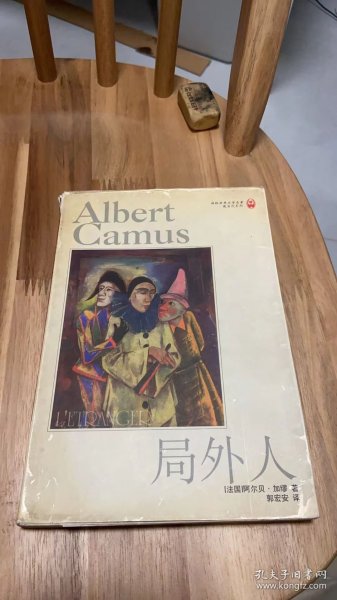 Albert
Camus
L'ETRANGER
局外人
[法国]阿尔贝·加缪 著
郭宏安 译
孔夫子旧书网
www.kongfz.com